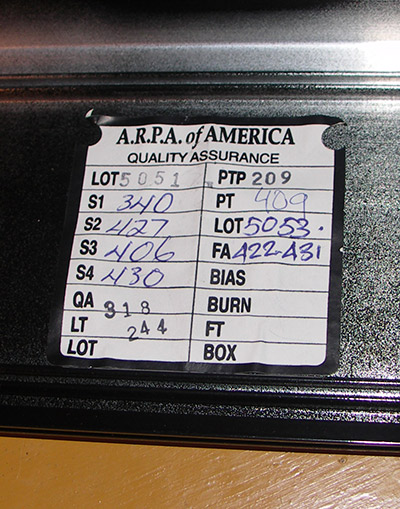 A.R.P.A. of AMERICA
QUALITY ASSURANCE
LOT 5051 PTP 209
S1 340 PT 409
S2 427 LOT 5053.
S3 406 FA 422-431
S4 430 BIAS
QA 318 BURN
LT 244 FT
LOT BOX